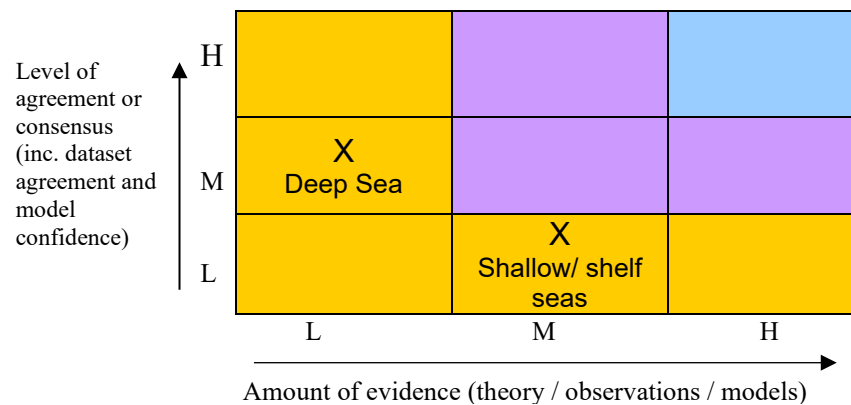 H
Level of
agreement or
consensus
(inc. dataset
agreement and
model
confidence)
X
Deep Sea
M
X
Shallow/ shelf
seas
L
L M H
Amount of evidence (theory / observations / models)